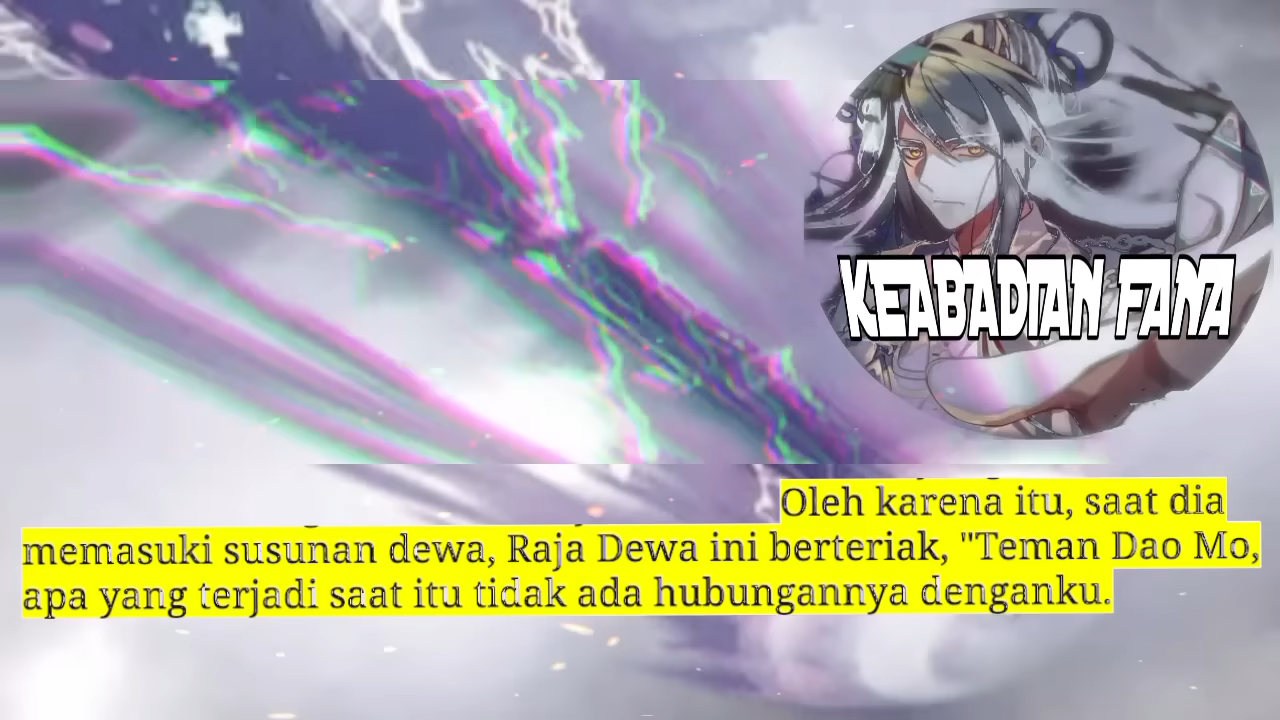 KEABADIAN FANA
Oleh karena itu, saat dia
memasuki susunan dewa, Raja Dewa ini berteriak, "Teman Dao Mo,
apa yang terjadi saat itu tidak ada hubungannya denganku.